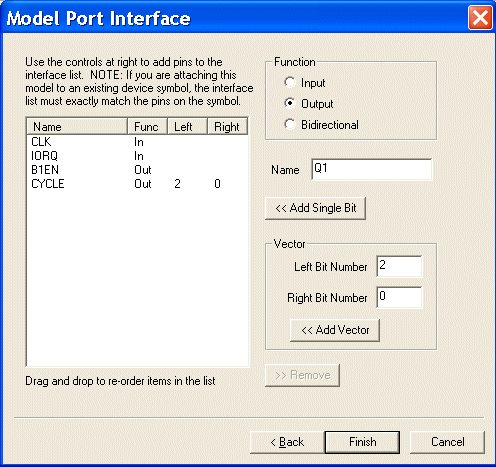 Model Port Interface
Use the controls at right to add pins to the
interface list. NOTE: If you are attaching this
model to an existing device symbol, the interface
list must exactly match the pins on the symbol.
Name Func Left Right
CLK In
IORQ In
B1EN Out
CYCLE Out 2 0
Drag and drop to re-order items in the list
Function
Input
Output
Bidirectional
Name Q1
<< Add Single Bit
Vector
Left Bit Number 2
Right Bit Number 0
<< Add Vector
>> Remove
< Back Finish Cancel